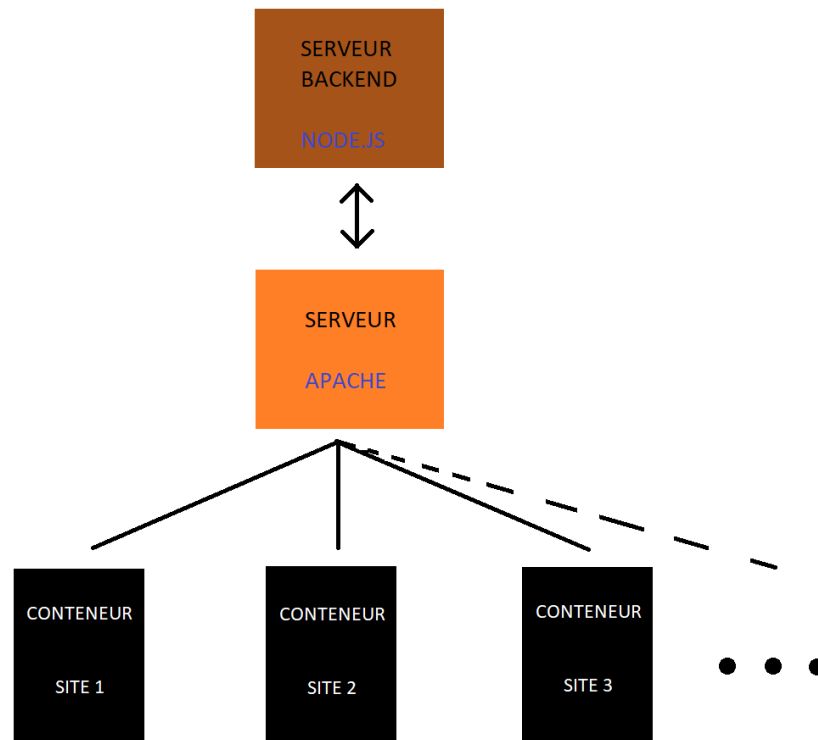 SERVEUR
BACKEND
NODE.JS
SERVEUR
APACHE
CONTENEUR
SITE 1
CONTENEUR
SITE 2
CONTENEUR
SITE 3